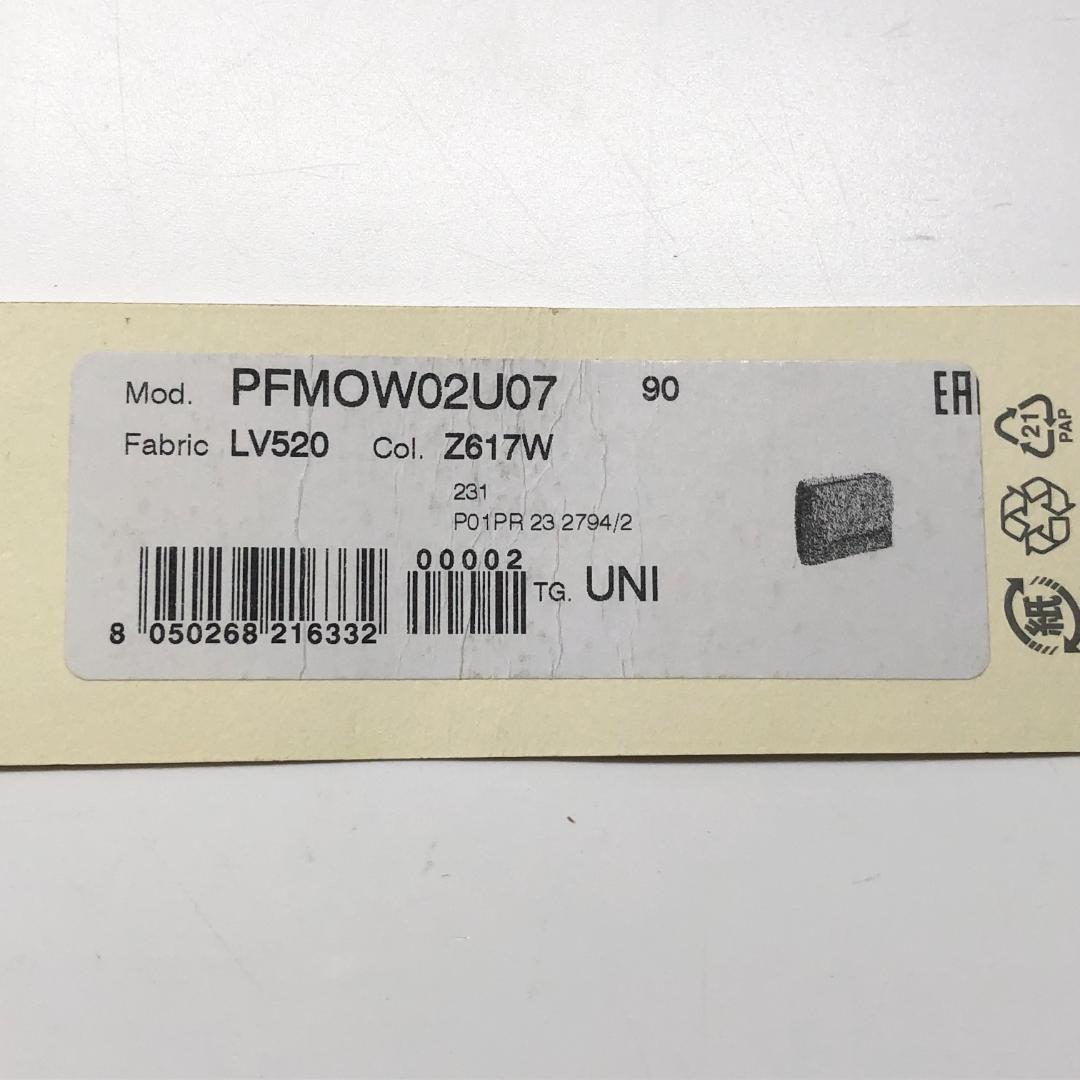 Mod. PFMOW02U07 90
EAC
Fabric LV520 Col. Z617W
231
P01PR 23 2794/2
00002
8 050268 216332
TG. UNI
21
PAP
紙